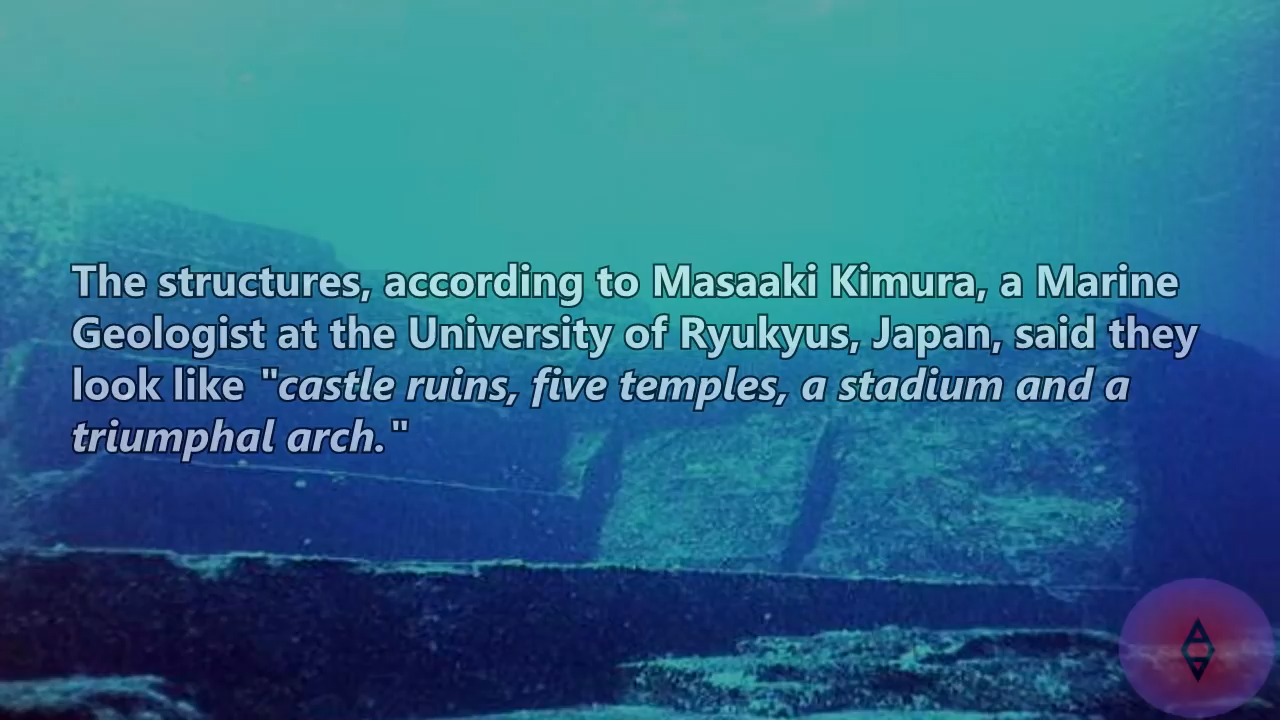 The structures, according to Masaaki Kimura, a Marine
Geologist at the University of Ryukyus, Japan, said they
look like "castle ruins, five temples, a stadium and a
triumphal arch."